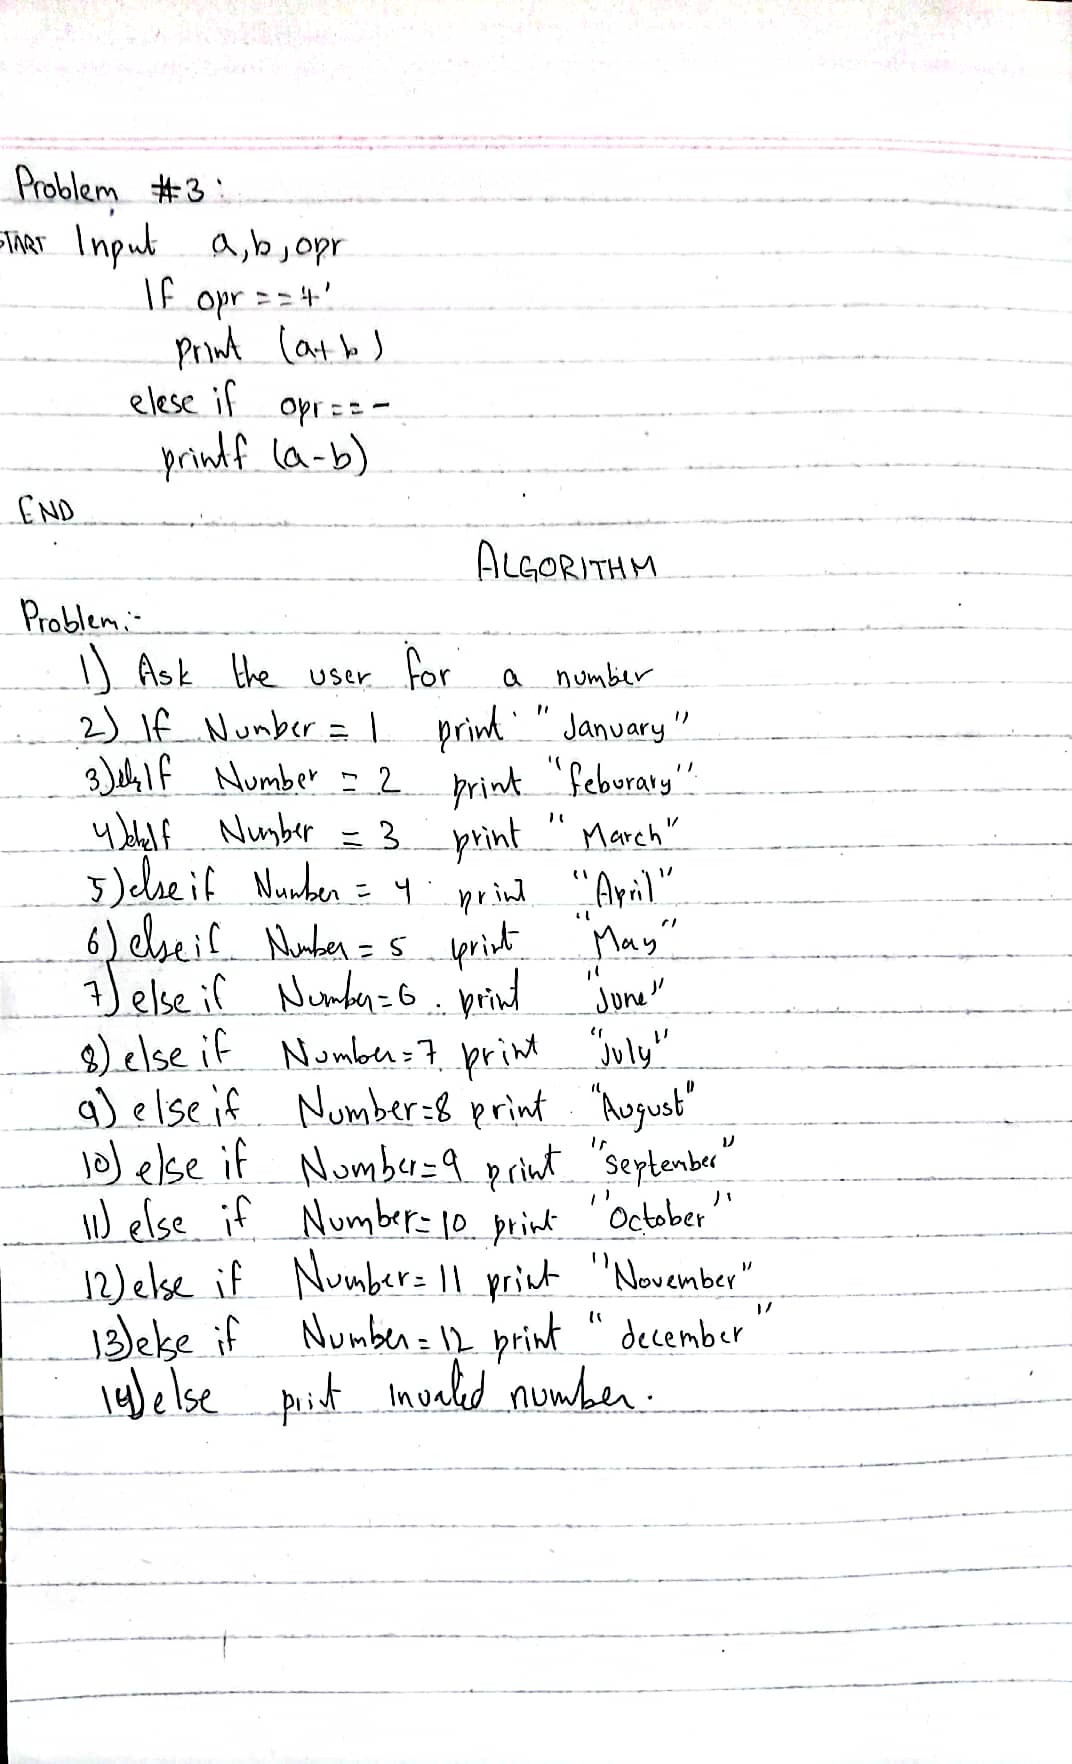 Problem #3:
START Input a,b,opr
If opr == '+'
print (a+b)
elese if opr == -
printf (a-b)
END
ALGORITHM
Problem:-
1) Ask the user for a number
2) If Number = 1 print "January"
3) If Number = 2 print "feburary"
4) If Number = 3 print "March"
5) else if Number = 4 print "April"
6) else if Number = 5 print "May"
7) else if Number = 6 print "June"
8) else if Number = 7 print "July"
9) else if Number = 8 print "August"
10) else if Number = 9 print "September"
11) else if Number = 10 print "October"
12) else if Number = 11 print "November"
13) else if Number = 12 print "december"
14) else print invalid number.